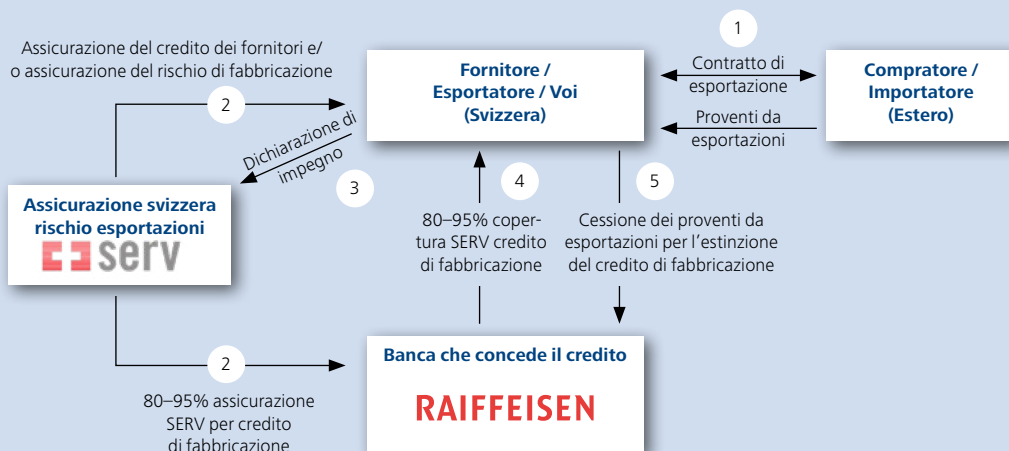 1
Assicurazione del credito dei fornitori e/
o assicurazione del rischio di fabbricazione
2
Fornitore /
Esportatore / Voi
(Svizzera)
Contratto di
esportazione
Proventi da
esportazioni
Compratore /
Importatore
(Estero)
Dichiarazione di
impegno
3
4
5
Assicurazione svizzera
rischio esportazioni
serv
80–95% coper-
tura SERV credito
di fabbricazione
Cessione dei proventi da
esportazioni per l'estinzione
del credito di fabbricazione
2
80–95% assicurazione
SERV per credito
di fabbricazione
Banca che concede il credito
RAIFFEISEN